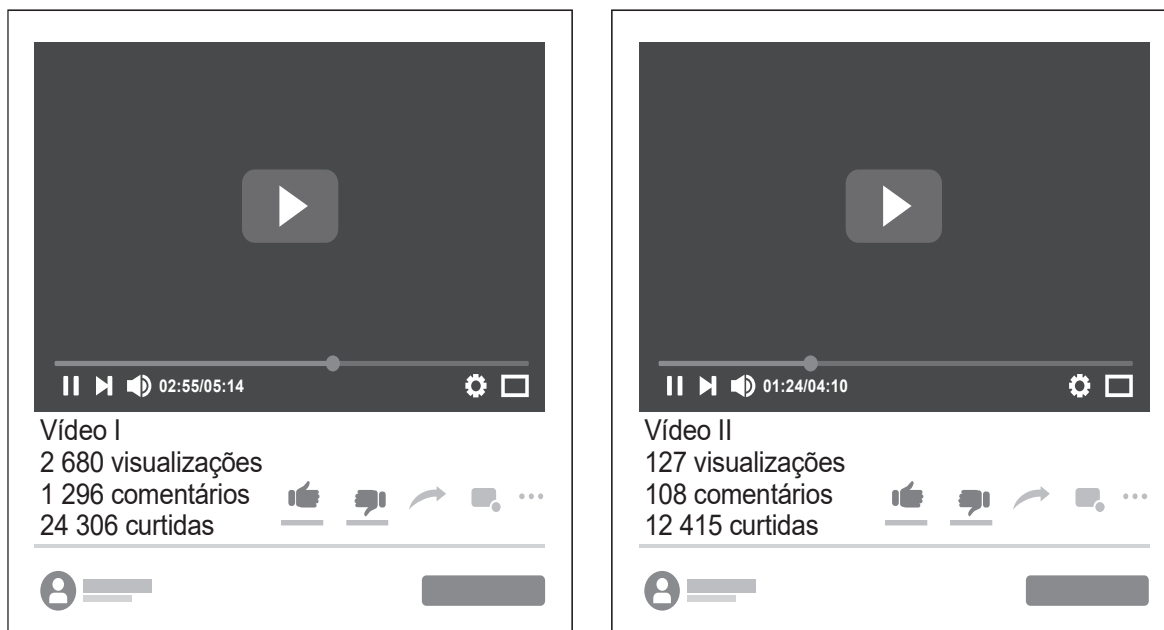 02:55/05:14
Vídeo I
2 680 visualizações
1 296 comentários
24 306 curtidas
01:24/04:10
Vídeo II
127 visualizações
108 comentários
12 415 curtidas